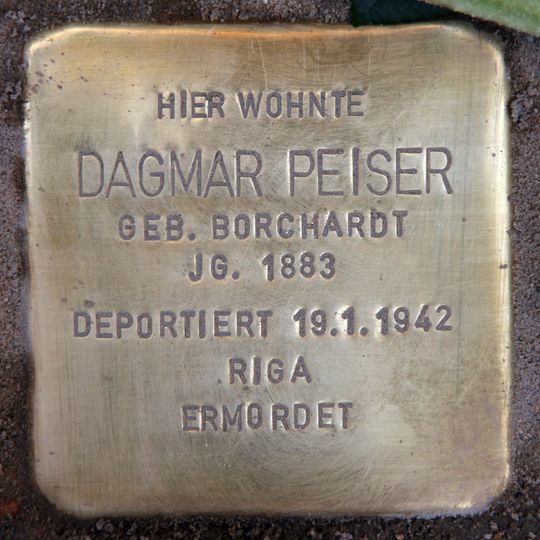 HIER WOHNTE
DAGMAR PEISER
GEB. BORCHARDT
JG. 1883
DEPORTIERT 19.1.1942
RIGA
ERMORDET